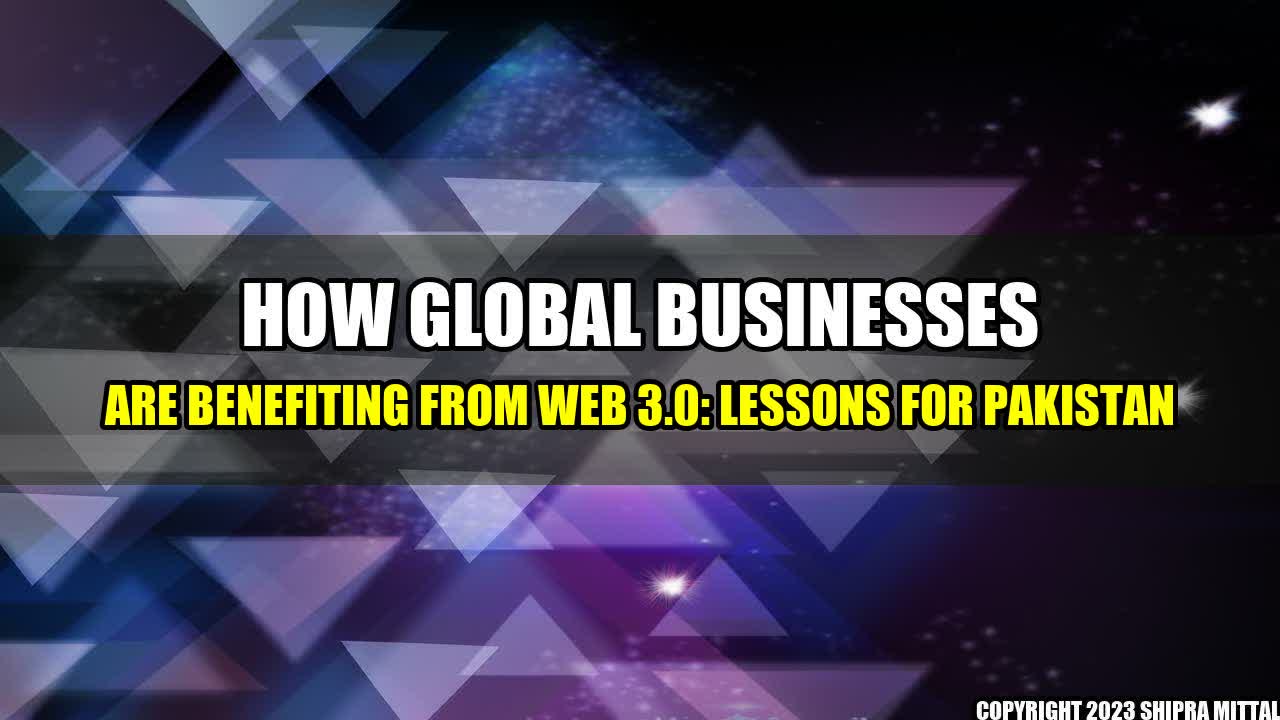 HOW GLOBAL BUSINESSES
ARE BENEFITING FROM WEB 3.0: LESSONS FOR PAKISTAN
COPYRIGHT 2023 SHIPRA MITTAL